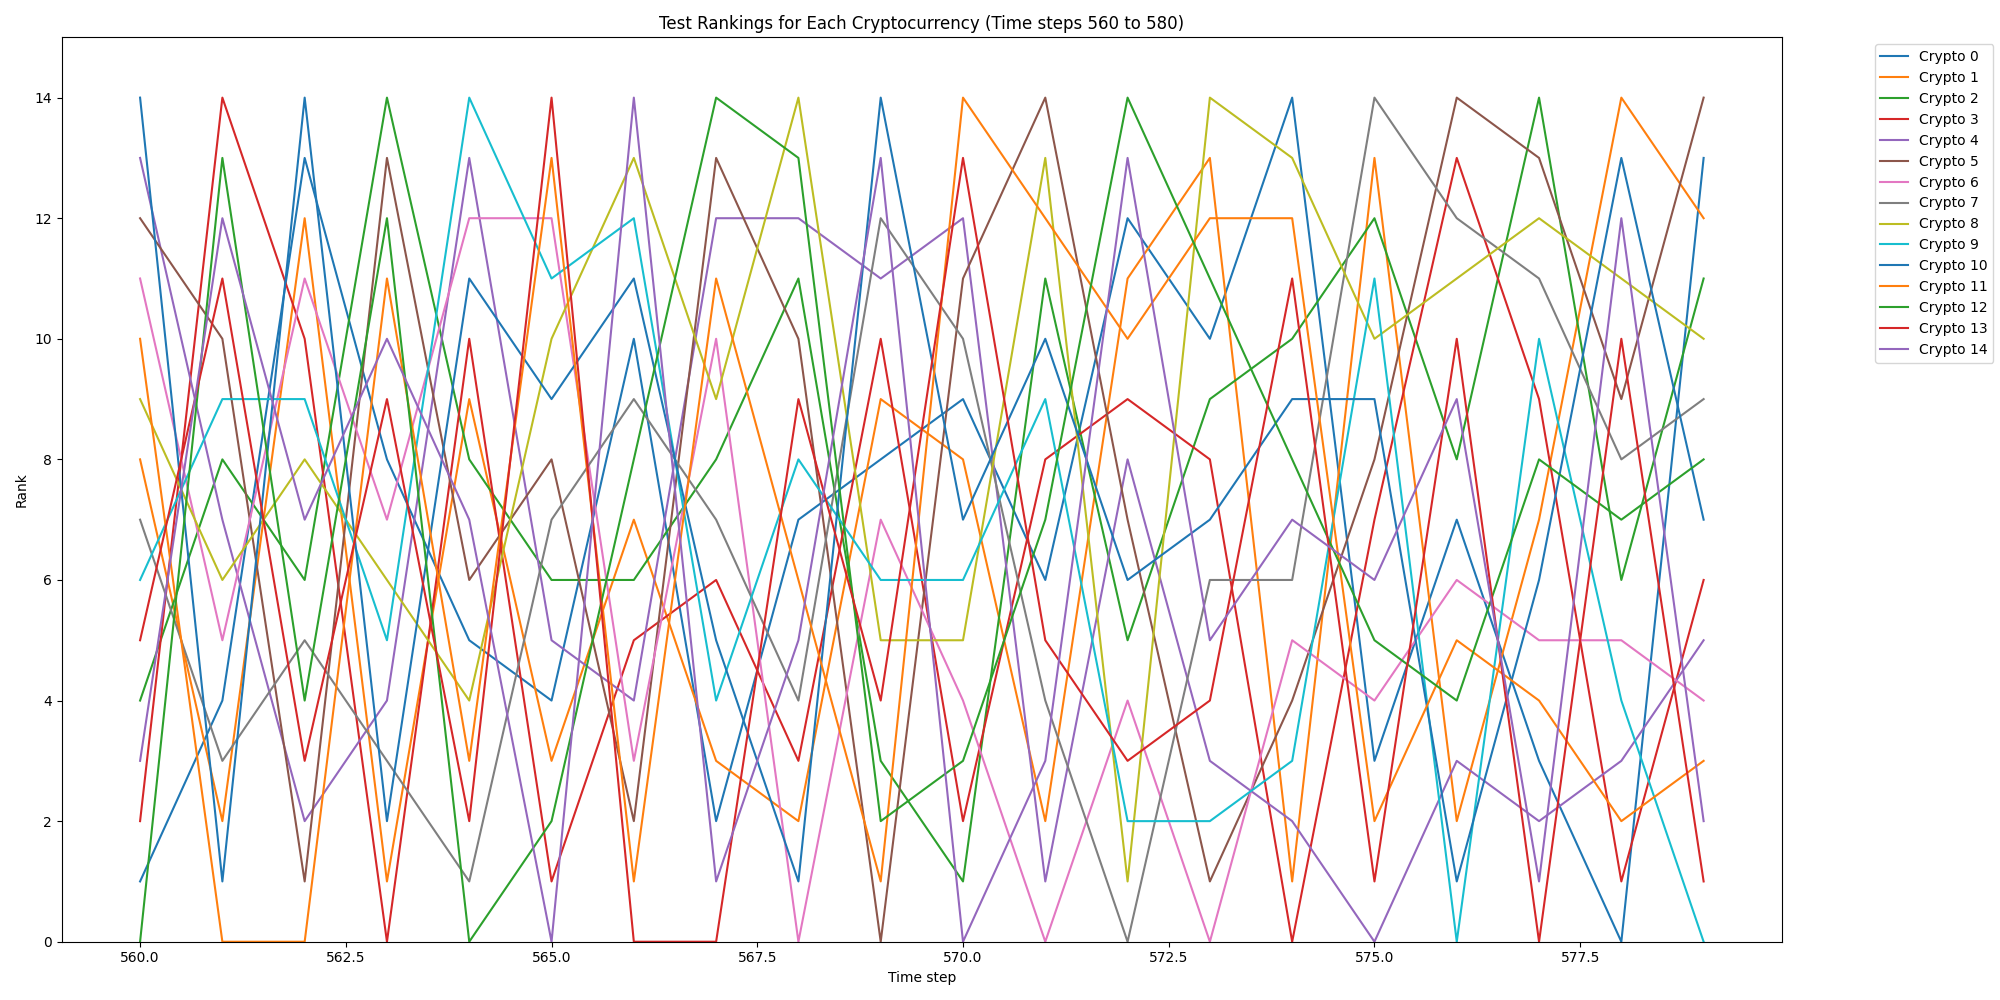 Test Rankings for Each Cryptocurrency (Time steps 560 to 580)
Crypto 0
Crypto 1
Crypto 2
Crypto 3
Crypto 4
Crypto 5
Crypto 6
Crypto 7
Crypto 8
Crypto 9
Crypto 10
Crypto 11
Crypto 12
Crypto 13
Crypto 14
Rank
14
12
10
8
6
4
2
0
560.0 562.5 565.0 567.5 570.0 572.5 575.0 577.5
Time step